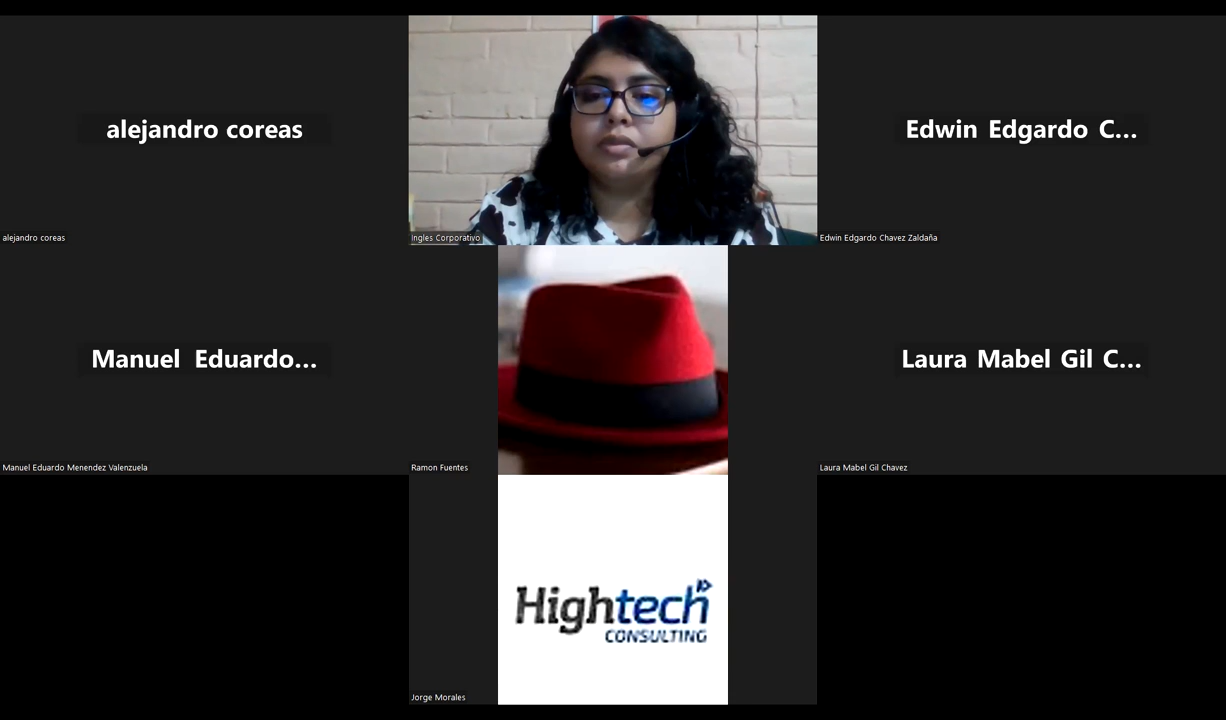 alejandro coreas
Edwin Edgardo C...
alejandro coreas
Ingles Corporativo
Edwin Edgardo Chavez Zaldaña
Manuel Eduardo...
Laura Mabel Gil C...
Manuel Eduardo Menendez Valenzuela
Ramon Fuentes
Laura Mabel Gil Chavez
Hightech
CONSULTING
Jorge Morales